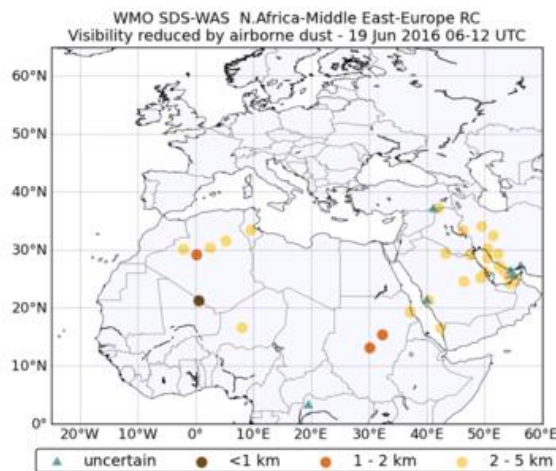 WMO SDS-WAS N.Africa-Middle East-Europe RC
Visibility reduced by airborne dust - 19 Jun 2016 06-12 UTC
60°N
50°N
40°N
30°N
20°N
10°N
0°
20°W 10°W 0° 10°E 20°E 30°E 40°E 50°E 60°E
uncertain <1 km 1 - 2 km 2 - 5 km